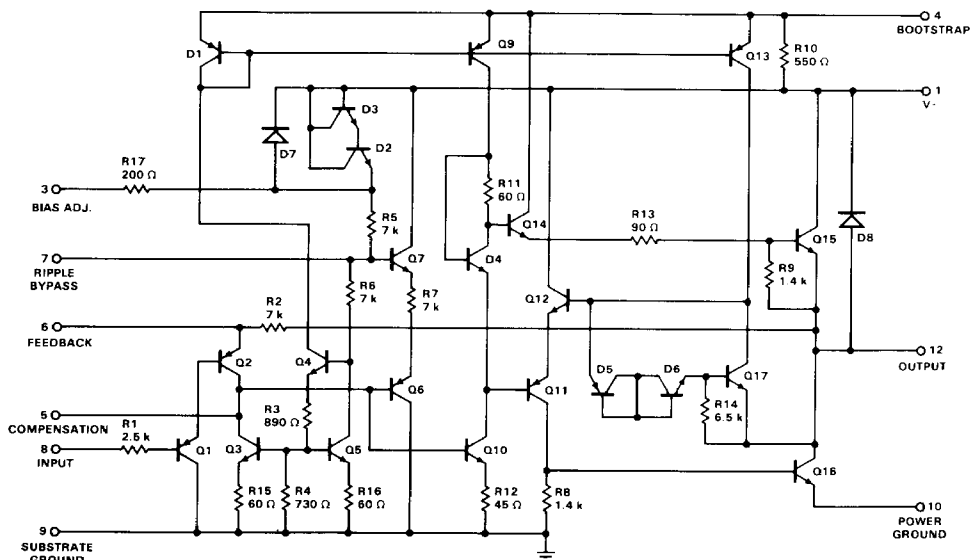 4
BOOTSTRAP
D1
Q9
Q13
R10
550 Ω
1
V-
D3
D7
D2
R17
200 Ω
3
BIAS ADJ.
R11
60 Ω
Q14
R13
90 Ω
Q15
D8
R5
7 k
7
RIPPLE
BYPASS
Q7
D4
R9
1.4 k
R6
7 k
R7
7 k
Q12
R2
7 k
6
FEEDBACK
Q2
Q4
12
OUTPUT
D5
D6
Q17
Q6
Q11
R14
6.5 k
R3
890 Ω
5
COMPENSATION
R1
2.5 k
8
INPUT
Q1
Q3
Q5
Q10
Q16
R15
60 Ω
R4
730 Ω
R16
60 Ω
R12
45 Ω
R8
1.4 k
10
POWER
GROUND
9
SUBSTRATE
GROUND